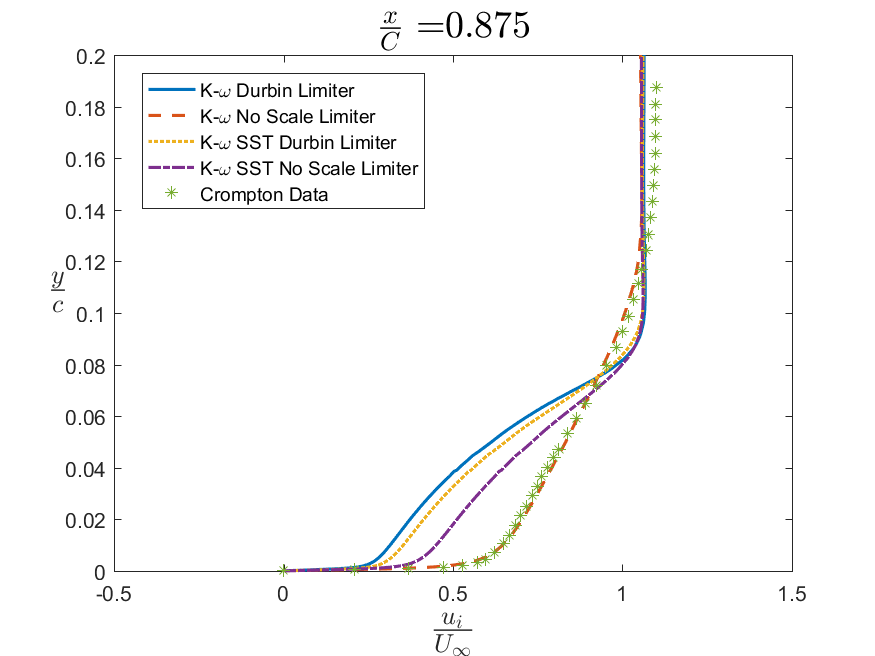 x/C =0.875
K-ω Durbin Limiter
K-ω No Scale Limiter
K-ω SST Durbin Limiter
K-ω SST No Scale Limiter
Crompton Data
y/c
0.2
0.18
0.16
0.14
0.12
0.1
0.08
0.06
0.04
0.02
0
-0.5 0 0.5 1 1.5
u_i/U_∞